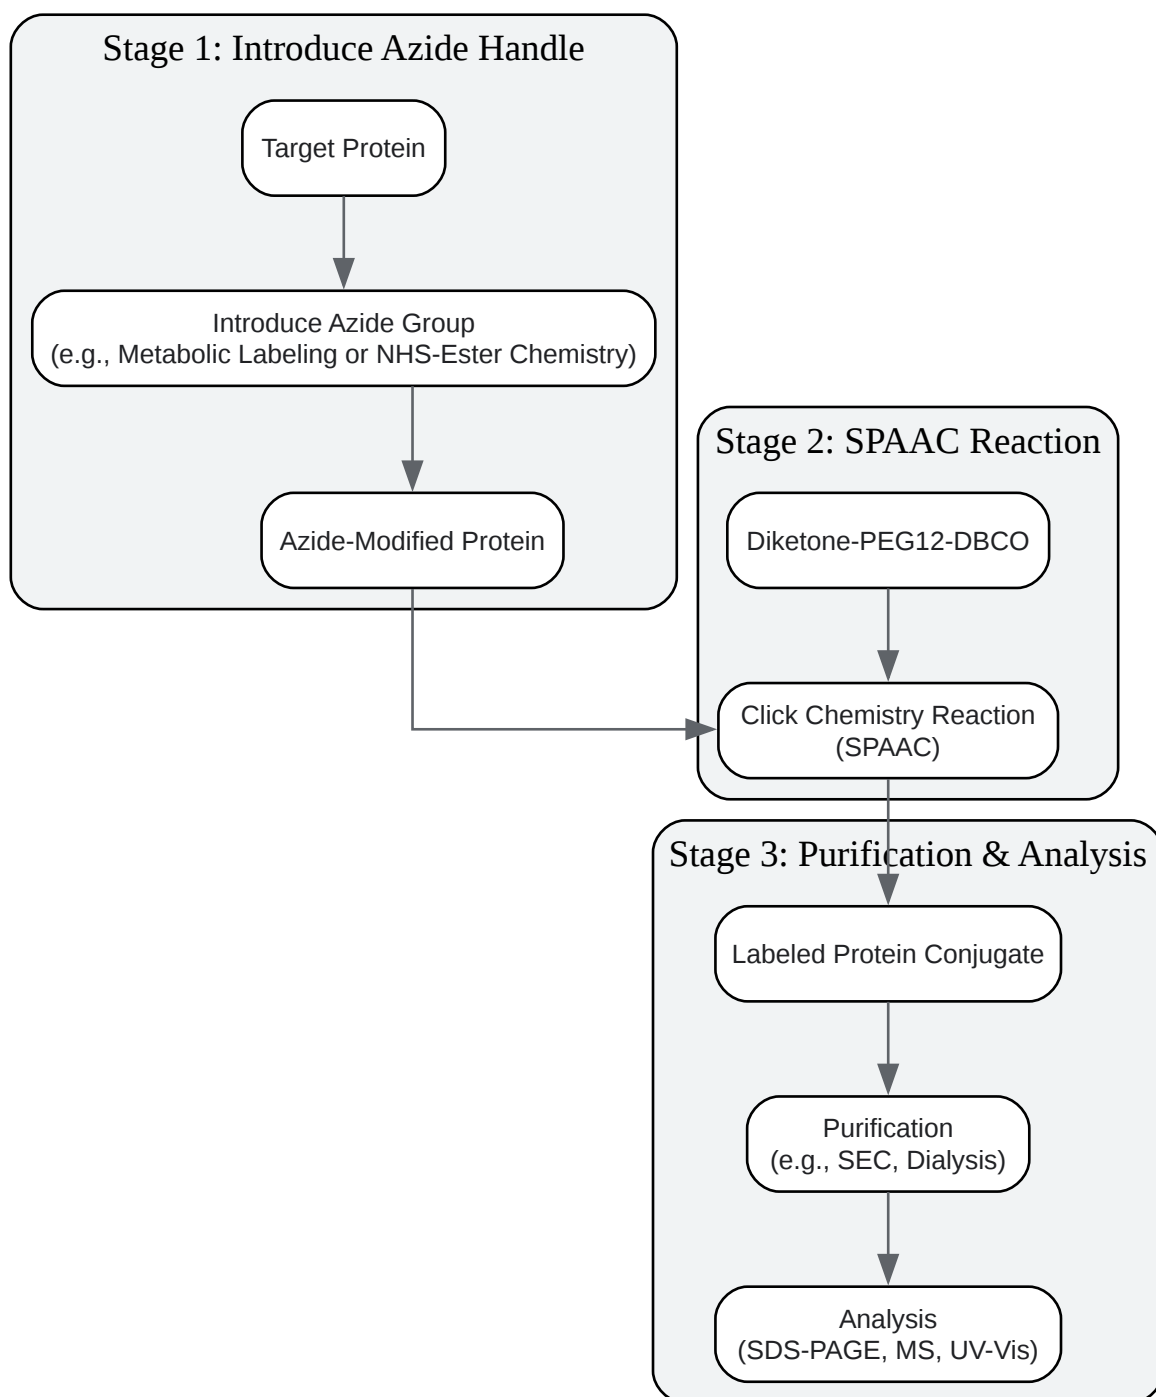 Stage 1: Introduce Azide Handle
Target Protein
Introduce Azide Group
(e.g., Metabolic Labeling or NHS-Ester Chemistry)
Azide-Modified Protein
Stage 2: SPAAC Reaction
Diketone-PEG12-DBCO
Click Chemistry Reaction
(SPAAC)
Stage 3: Purification & Analysis
Labeled Protein Conjugate
Purification
(e.g., SEC, Dialysis)
Analysis
(SDS-PAGE, MS, UV-Vis)